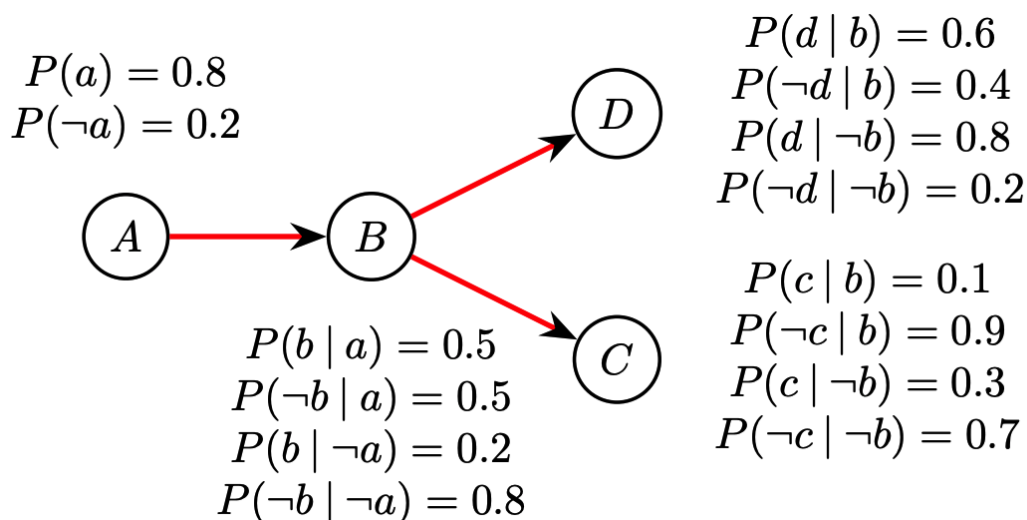 P(a) = 0.8
P(¬a) = 0.2
A
B
D
C
P(d | b) = 0.6
P(¬d | b) = 0.4
P(d | ¬b) = 0.8
P(¬d | ¬b) = 0.2
P(c | b) = 0.1
P(¬c | b) = 0.9
P(c | ¬b) = 0.3
P(¬c | ¬b) = 0.7
P(b | a) = 0.5
P(¬b | a) = 0.5
P(b | ¬a) = 0.2
P(¬b | ¬a) = 0.8